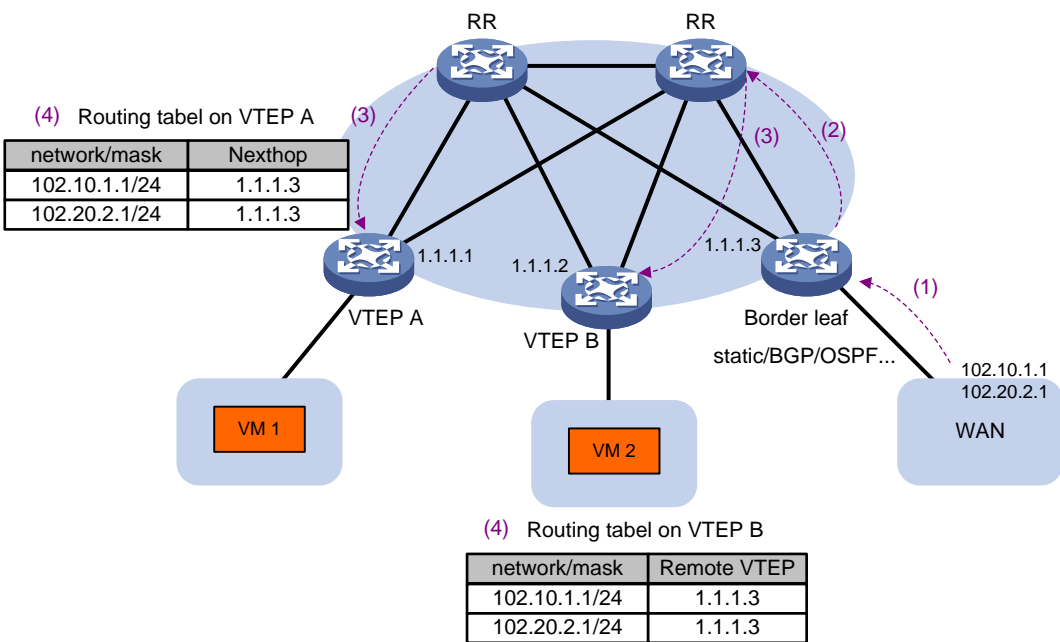 RR
RR
(4) Routing tabel on VTEP A
(3)
(3)
(2)
network/mask Nexthop
102.10.1.1/24 1.1.1.3
102.20.2.1/24 1.1.1.3
1.1.1.1
1.1.1.2
1.1.1.3
(1)
VTEP A
VTEP B
Border leaf
static/BGP/OSPF...
102.10.1.1
102.20.2.1
VM 1
VM 2
WAN
(4) Routing tabel on VTEP B
network/mask Remote VTEP
102.10.1.1/24 1.1.1.3
102.20.2.1/24 1.1.1.3